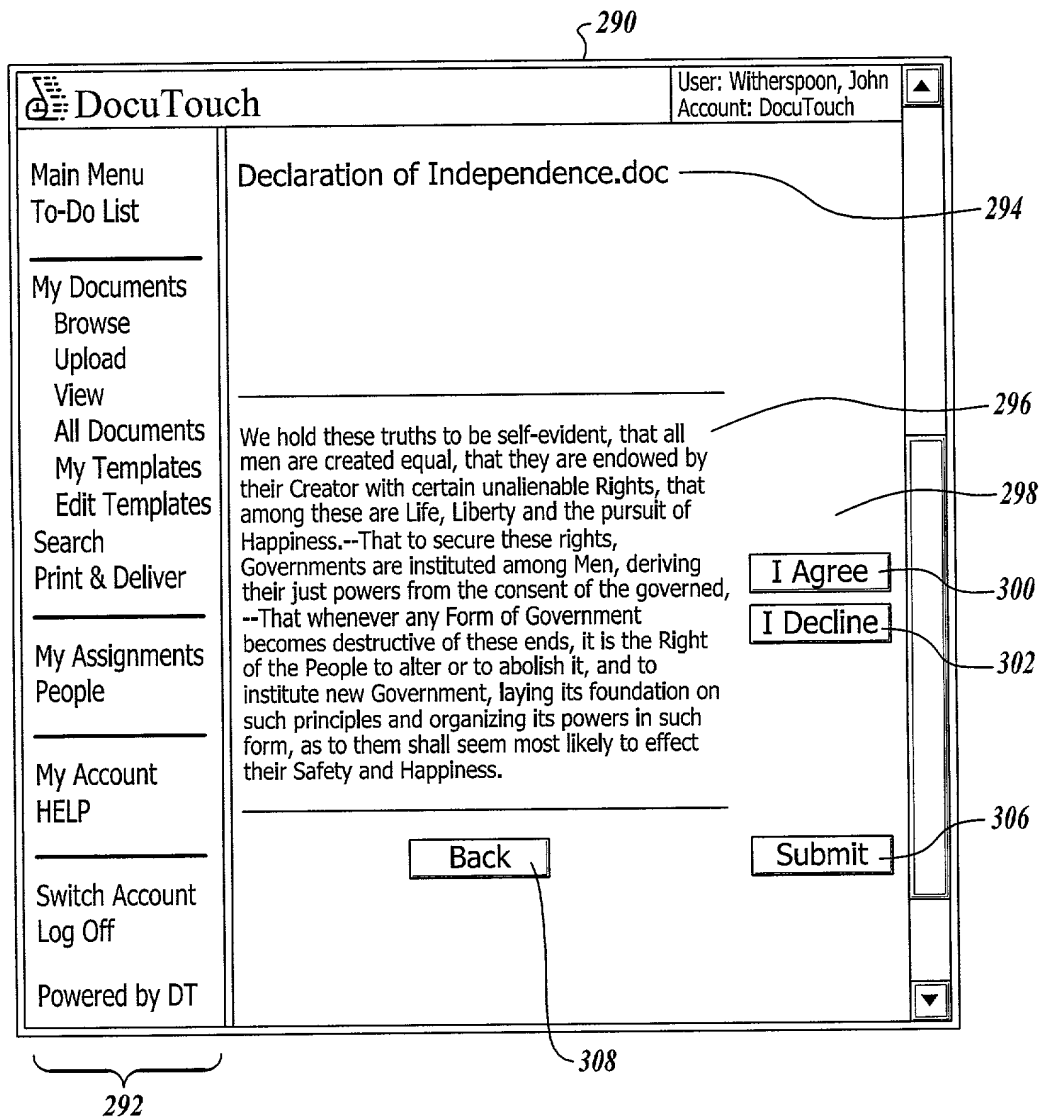 290
DocuTouch
User: Witherspoon, John
Account: DocuTouch
Main Menu
To-Do List
My Documents
Browse
Upload
View
All Documents
My Templates
Edit Templates
Search
Print & Deliver
My Assignments
People
My Account
HELP
Switch Account
Log Off
Powered by DT
292
Declaration of Independence.doc
294
We hold these truths to be self-evident, that all
men are created equal, that they are endowed by
their Creator with certain unalienable Rights, that
among these are Life, Liberty and the pursuit of
Happiness.--That to secure these rights,
Governments are instituted among Men, deriving
their just powers from the consent of the governed,
--That whenever any Form of Government
becomes destructive of these ends, it is the Right
of the People to alter or to abolish it, and to
institute new Government, laying its foundation on
such principles and organizing its powers in such
form, as to them shall seem most likely to effect
their Safety and Happiness.
296
298
I Agree
300
I Decline
302
Back
308
Submit
306